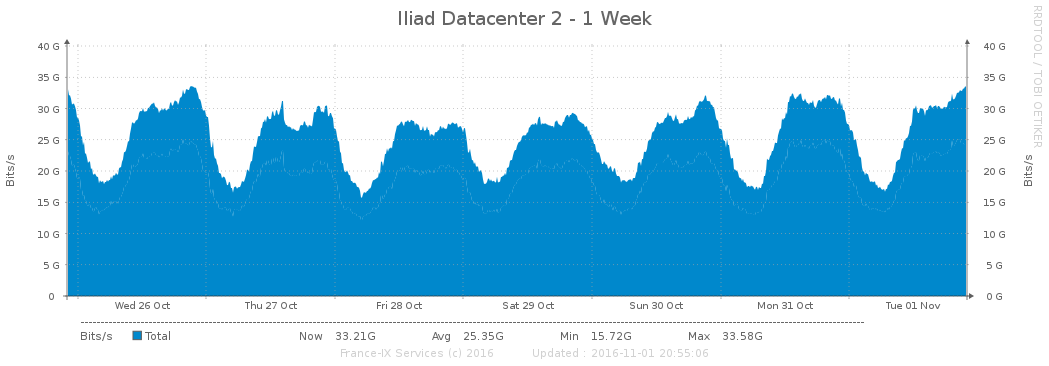 Iliad Datacenter 2 - 1 Week
RRDTOOL / TOBI OETIKER
Bits/s
40 G 40 G
35 G 35 G
30 G 30 G
25 G 25 G
20 G 20 G
15 G 15 G
10 G 10 G
5 G 5 G
0 0 G
Bits/s
Wed 26 Oct Thu 27 Oct Fri 28 Oct Sat 29 Oct Sun 30 Oct Mon 31 Oct Tue 01 Nov
Bits/s Total Now 33.21G Avg 25.35G Min 15.72G Max 33.58G
France-IX Services (c) 2016 Updated : 2016-11-01 20:55:06